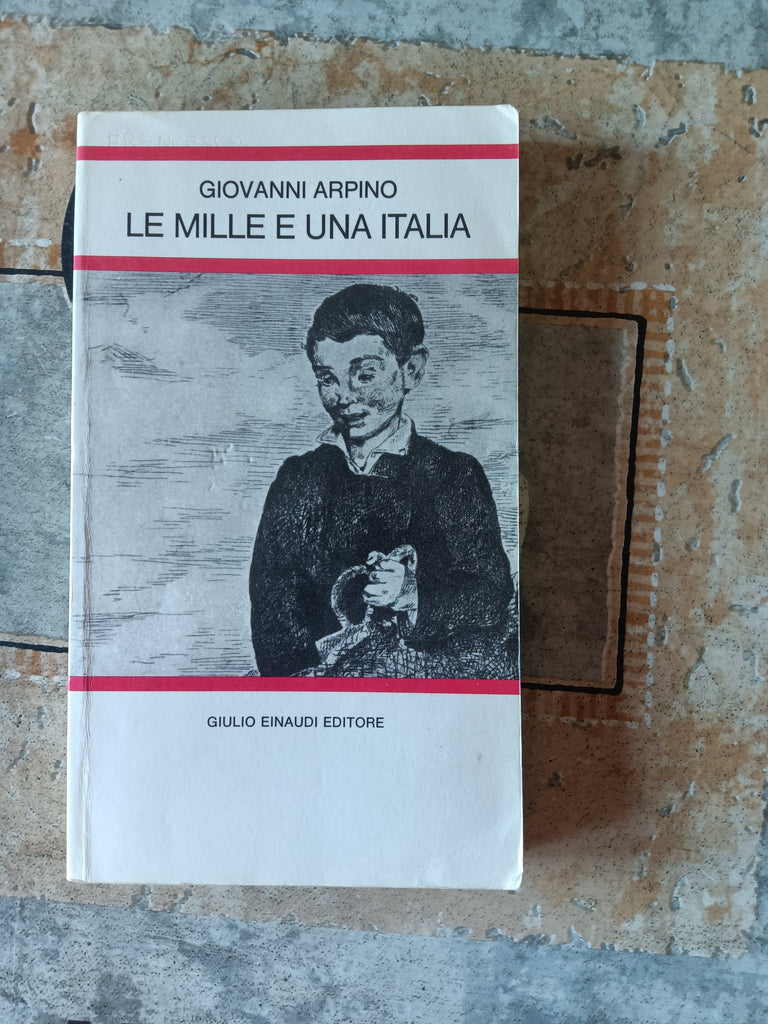 GIOVANNI ARPINO
LE MILLE E UNA ITALIA
GIULIO EINAUDI EDITORE